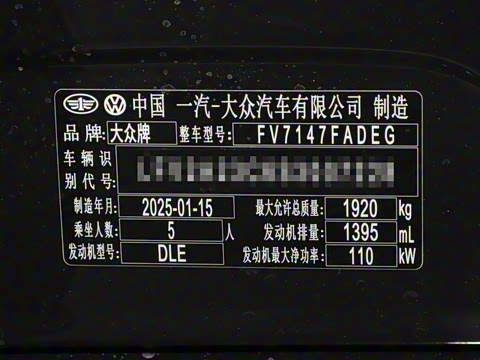 中国 一汽-大众汽车有限公司 制造
品牌: 大众牌 整车型号: FV7147FADEG
车辆识别代号:
制造年月: 2025-01-15 最大允许总质量: 1920 kg
乘坐人数: 5 人 发动机排量: 1395 mL
发动机型号: DLE 发动机最大净功率: 110 kW